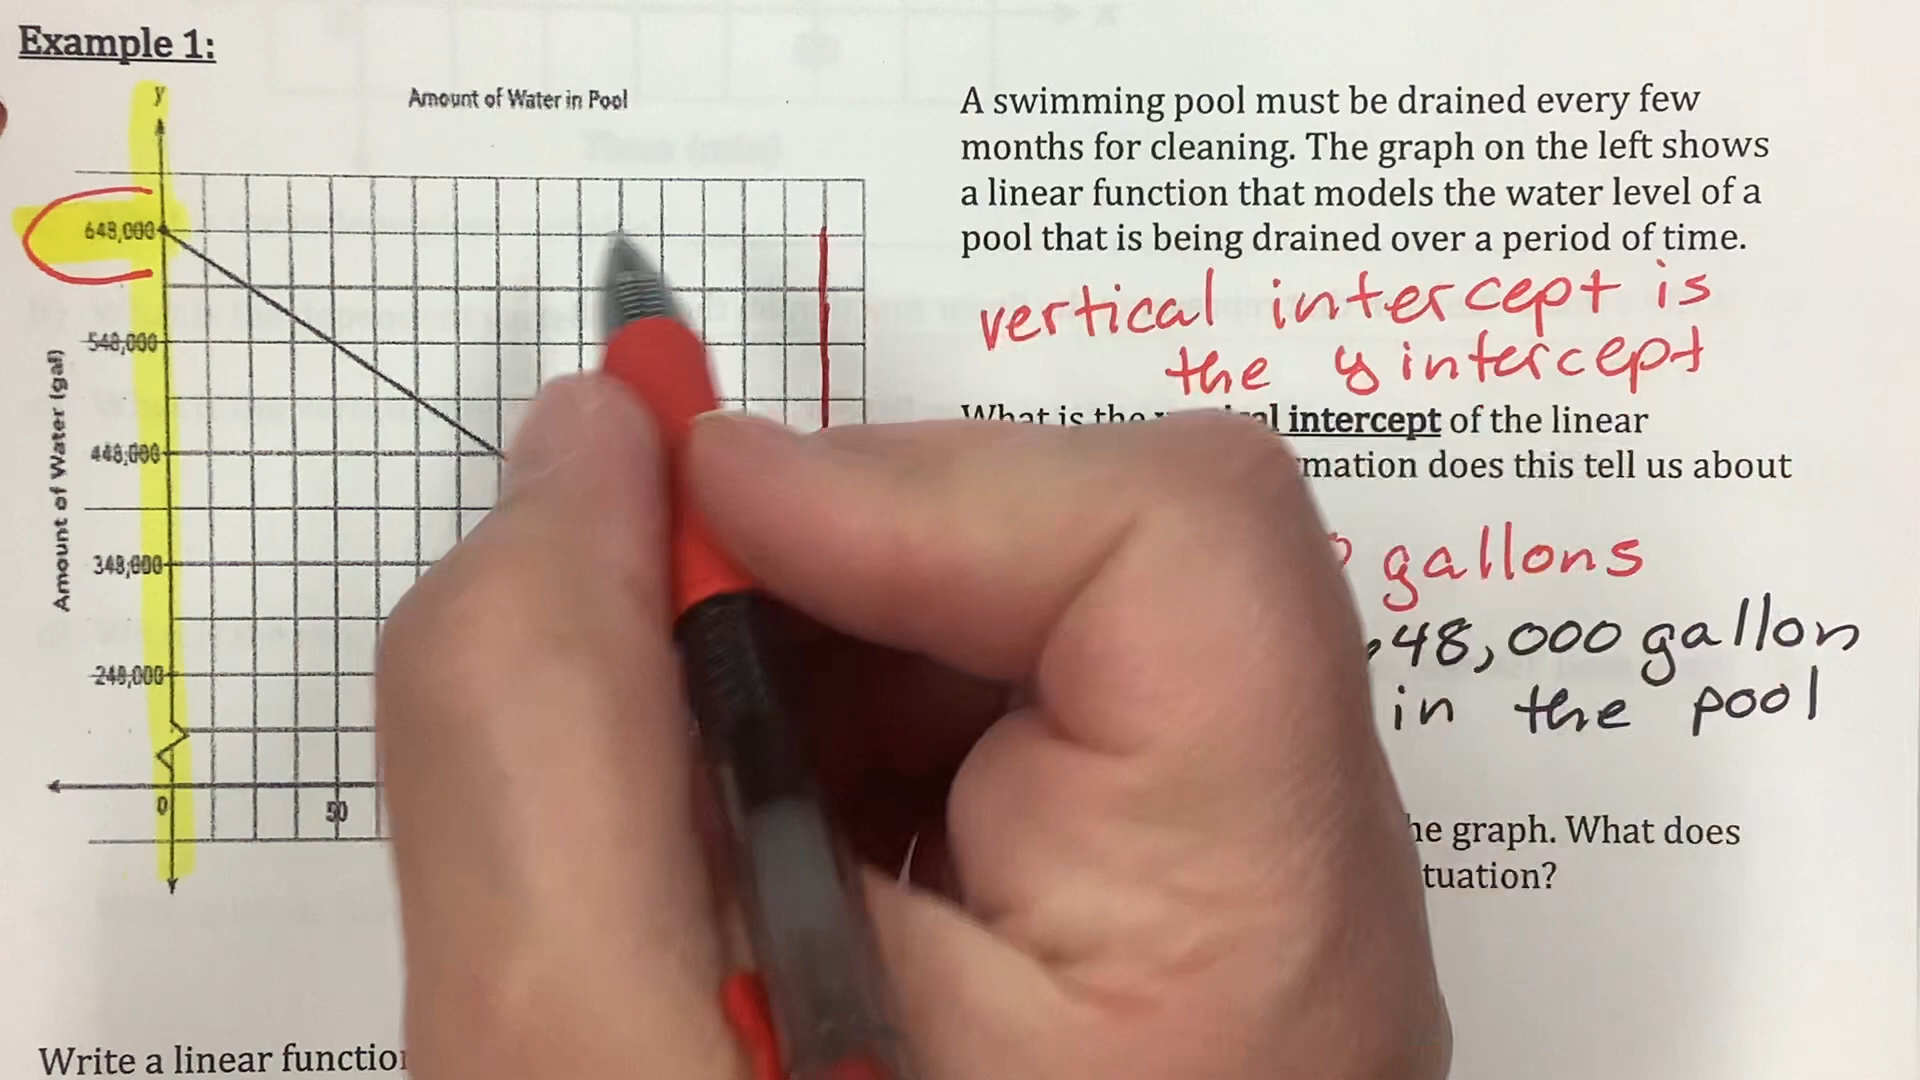 Example 1:
y
Amount of Water in Pool
648,000
548,000
448,000
348,000
248,000
Amount of Water (gal)
0
50
A swimming pool must be drained every few
months for cleaning. The graph on the left shows
a linear function that models the water level of a
pool that is being drained over a period of time.
vertical intercept is
the y intercept
What is the intercept of the linear
does this tell us about
gallons
48,000 gallon
in the pool
graph. What does
Write a linear